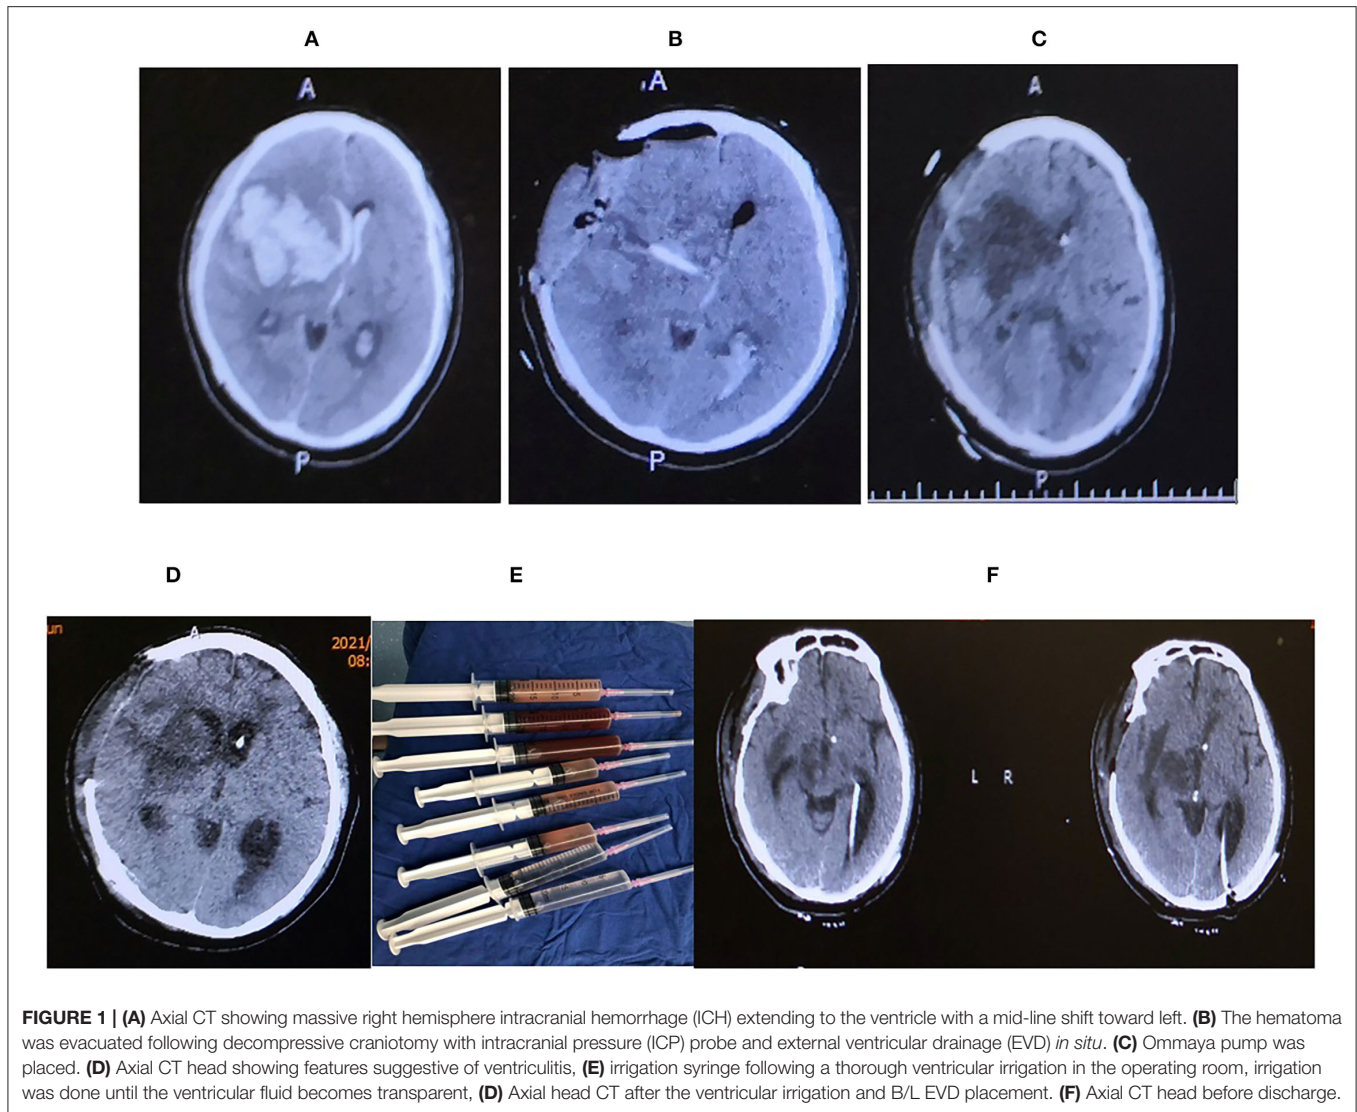 A
B
C
A
A
A
P
P
P
D
E
F
un
A
2021/
08:
L R
FIGURE 1 | (A) Axial CT showing massive right hemisphere intracranial hemorrhage (ICH) extending to the ventricle with a mid-line shift toward left. (B) The hematoma
was evacuated following decompressive craniotomy with intracranial pressure (ICP) probe and external ventricular drainage (EVD) in situ. (C) Ommaya pump was
placed. (D) Axial CT head showing features suggestive of ventriculitis, (E) irrigation syringe following a thorough ventricular irrigation in the operating room, irrigation
was done until the ventricular fluid becomes transparent, (D) Axial head CT after the ventricular irrigation and B/L EVD placement. (F) Axial CT head before discharge.